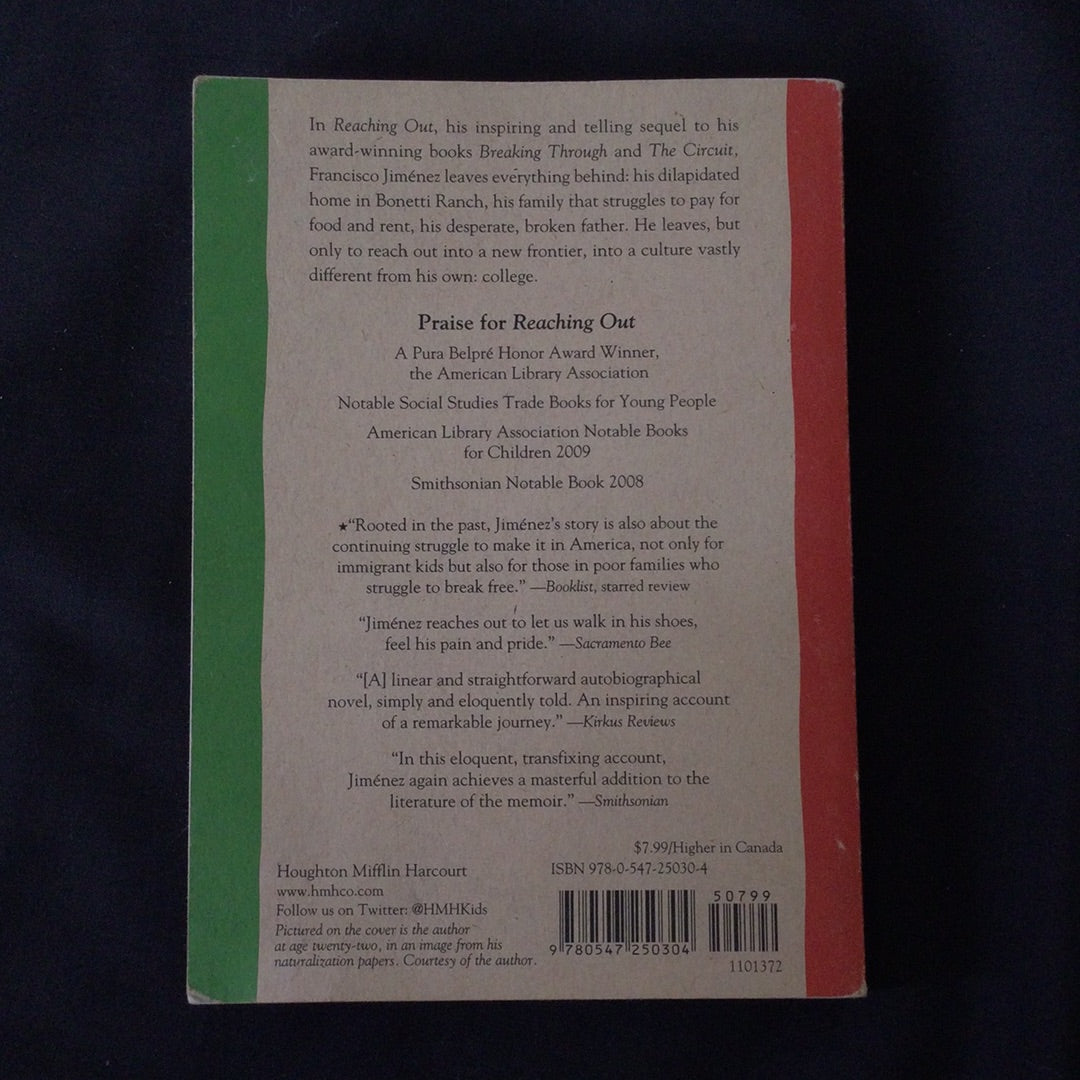 In Reaching Out, his inspiring and telling sequel to his
award-winning books Breaking Through and The Circuit,
Francisco Jiménez leaves everything behind: his dilapidated
home in Bonetti Ranch, his family that struggles to pay for
food and rent, his desperate, broken father. He leaves, but
only to reach out into a new frontier, into a culture vastly
different from his own: college.
Praise for Reaching Out
A Pura Belpré Honor Award Winner,
the American Library Association
Notable Social Studies Trade Books for Young People
American Library Association Notable Books
for Children 2009
Smithsonian Notable Book 2008
★“Rooted in the past, Jiménez’s story is also about the
continuing struggle to make it in America, not only for
immigrant kids but also for those in poor families who
struggle to break free.” —Booklist, starred review
“Jiménez reaches out to let us walk in his shoes,
feel his pain and pride.” —Sacramento Bee
“[A] linear and straightforward autobiographical
novel, simply and eloquently told. An inspiring account
of a remarkable journey.” —Kirkus Reviews
“In this eloquent, transfixing account,
Jiménez again achieves a masterful addition to the
literature of the memoir.” —Smithsonian
Houghton Mifflin Harcourt
www.hmhco.com
Follow us on Twitter: @HMHKids
Pictured on the cover is the author
at age twenty-two, in an image from his
naturalization papers. Courtesy of the author.
$7.99/Higher in Canada
ISBN 978-0-547-25030-4
50799
9 780547 250304
1101372